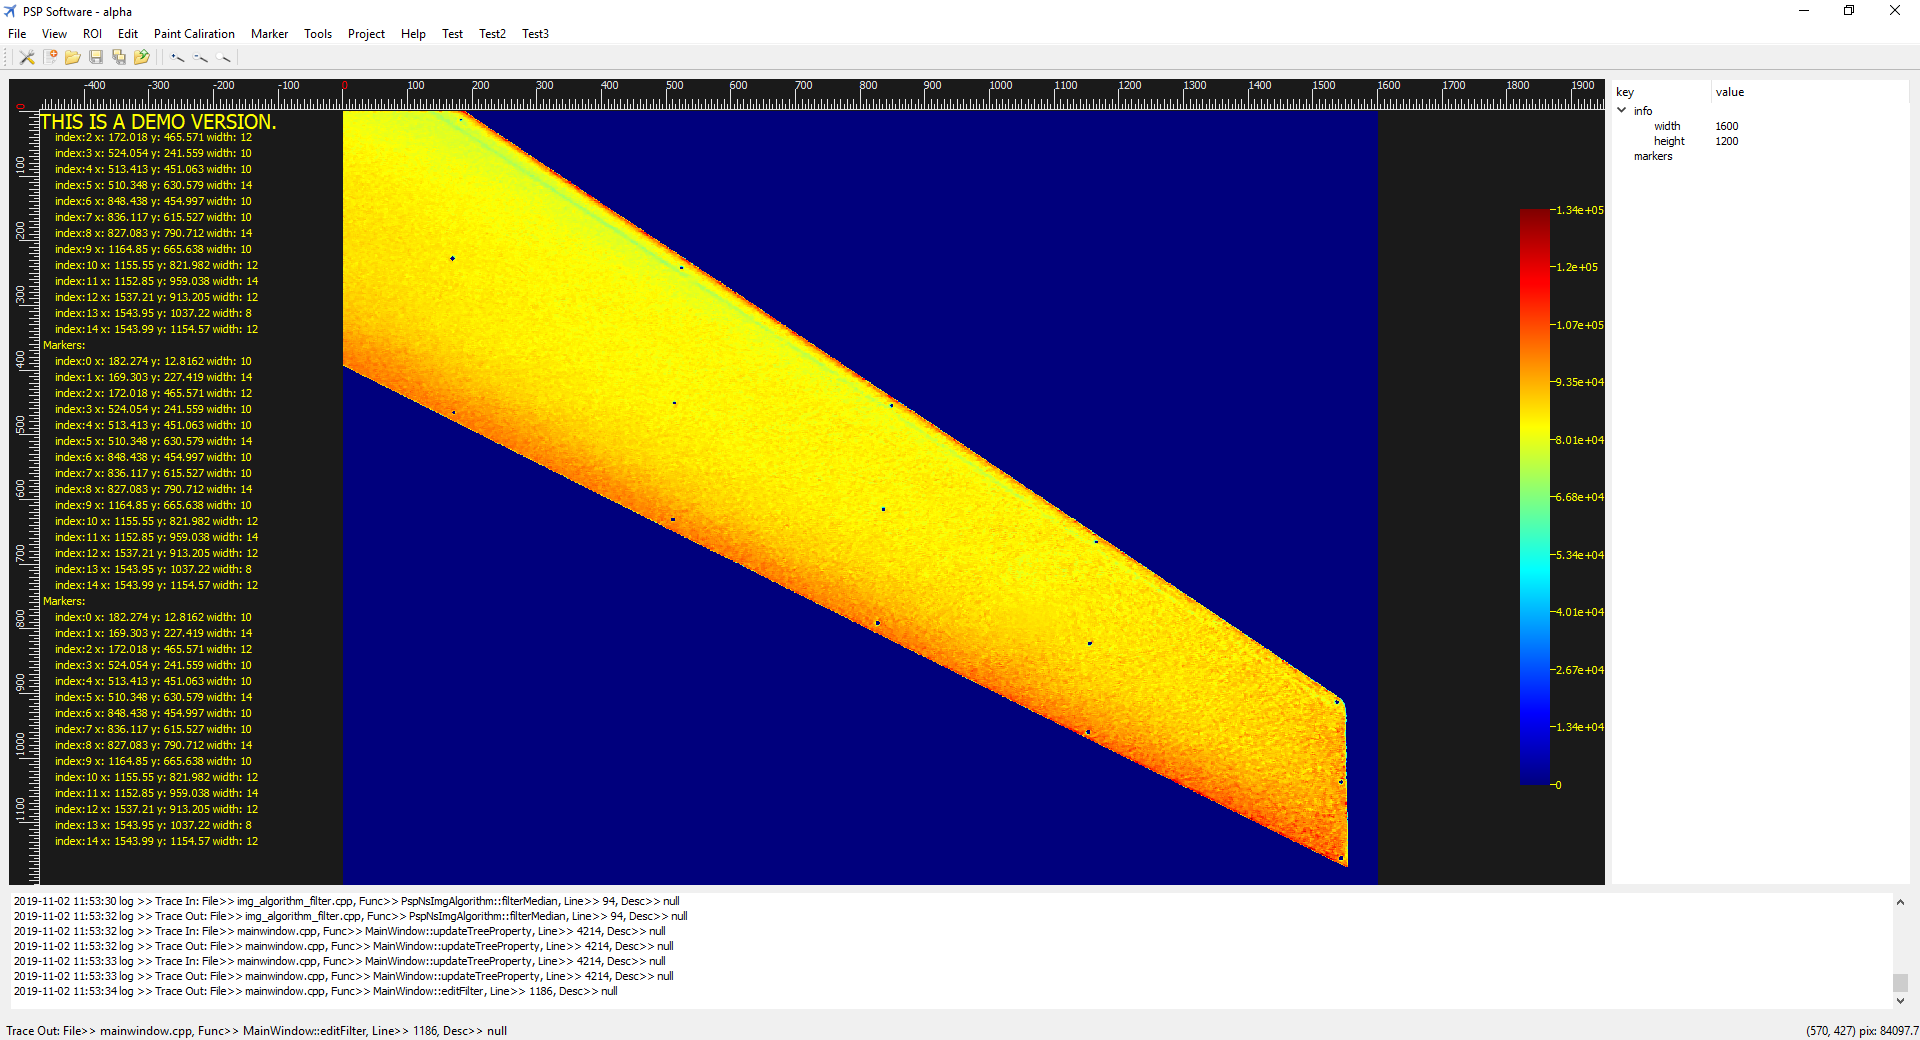 PSP Software - alpha
File View ROI Edit Paint Caliration Marker Tools Project Help Test Test2 Test3
-400 -300 -200 -100 0 100 200 300 400 500 600 700 800 900 1000 1100 1200 1300 1400 1500 1600 1700 1800 1900
0
100
200
300
400
500
600
700
800
900
1000
1100
THIS IS A DEMO VERSION.
index:2 x: 172.018 y: 465.571 width: 12
index:3 x: 524.054 y: 241.559 width: 10
index:4 x: 513.413 y: 451.063 width: 10
index:5 x: 510.348 y: 630.579 width: 14
index:6 x: 848.438 y: 454.997 width: 10
index:7 x: 836.117 y: 615.527 width: 10
index:8 x: 827.083 y: 790.712 width: 14
index:9 x: 1164.85 y: 665.638 width: 10
index:10 x: 1155.55 y: 821.982 width: 12
index:11 x: 1152.85 y: 959.038 width: 14
index:12 x: 1537.21 y: 913.205 width: 12
index:13 x: 1543.95 y: 1037.22 width: 8
index:14 x: 1543.99 y: 1154.57 width: 12
Markers:
index:0 x: 182.274 y: 12.8162 width: 10
index:1 x: 169.303 y: 227.419 width: 14
index:2 x: 172.018 y: 465.571 width: 12
index:3 x: 524.054 y: 241.559 width: 10
index:4 x: 513.413 y: 451.063 width: 10
index:5 x: 510.348 y: 630.579 width: 14
index:6 x: 848.438 y: 454.997 width: 10
index:7 x: 836.117 y: 615.527 width: 10
index:8 x: 827.083 y: 790.712 width: 14
index:9 x: 1164.85 y: 665.638 width: 10
index:10 x: 1155.55 y: 821.982 width: 12
index:11 x: 1152.85 y: 959.038 width: 14
index:12 x: 1537.21 y: 913.205 width: 12
index:13 x: 1543.95 y: 1037.22 width: 8
index:14 x: 1543.99 y: 1154.57 width: 12
Markers:
index:0 x: 182.274 y: 12.8162 width: 10
index:1 x: 169.303 y: 227.419 width: 14
index:2 x: 172.018 y: 465.571 width: 12
index:3 x: 524.054 y: 241.559 width: 10
index:4 x: 513.413 y: 451.063 width: 10
index:5 x: 510.348 y: 630.579 width: 14
index:6 x: 848.438 y: 454.997 width: 10
index:7 x: 836.117 y: 615.527 width: 10
index:8 x: 827.083 y: 790.712 width: 14
index:9 x: 1164.85 y: 665.638 width: 10
index:10 x: 1155.55 y: 821.982 width: 12
index:11 x: 1152.85 y: 959.038 width: 14
index:12 x: 1537.21 y: 913.205 width: 12
index:13 x: 1543.95 y: 1037.22 width: 8
index:14 x: 1543.99 y: 1154.57 width: 12
1.34e+05
1.2e+05
1.07e+05
9.35e+04
8.01e+04
6.68e+04
5.34e+04
4.01e+04
2.67e+04
1.34e+04
0
key value
info
width 1600
height 1200
markers
2019-11-02 11:53:30 log >> Trace In: File>> img_algorithm_filter.cpp, Func>> PspNsImgAlgorithm::filterMedian, Line>> 94, Desc>> null
2019-11-02 11:53:32 log >> Trace Out: File>> img_algorithm_filter.cpp, Func>> PspNsImgAlgorithm::filterMedian, Line>> 94, Desc>> null
2019-11-02 11:53:32 log >> Trace In: File>> mainwindow.cpp, Func>> MainWindow::updateTreeProperty, Line>> 4214, Desc>> null
2019-11-02 11:53:32 log >> Trace Out: File>> mainwindow.cpp, Func>> MainWindow::updateTreeProperty, Line>> 4214, Desc>> null
2019-11-02 11:53:33 log >> Trace In: File>> mainwindow.cpp, Func>> MainWindow::updateTreeProperty, Line>> 4214, Desc>> null
2019-11-02 11:53:33 log >> Trace Out: File>> mainwindow.cpp, Func>> MainWindow::updateTreeProperty, Line>> 4214, Desc>> null
2019-11-02 11:53:34 log >> Trace Out: File>> mainwindow.cpp, Func>> MainWindow::editFilter, Line>> 1186, Desc>> null
Trace Out: File>> mainwindow.cpp, Func>> MainWindow::editFilter, Line>> 1186, Desc>> null
(570, 427) pix: 84097.7